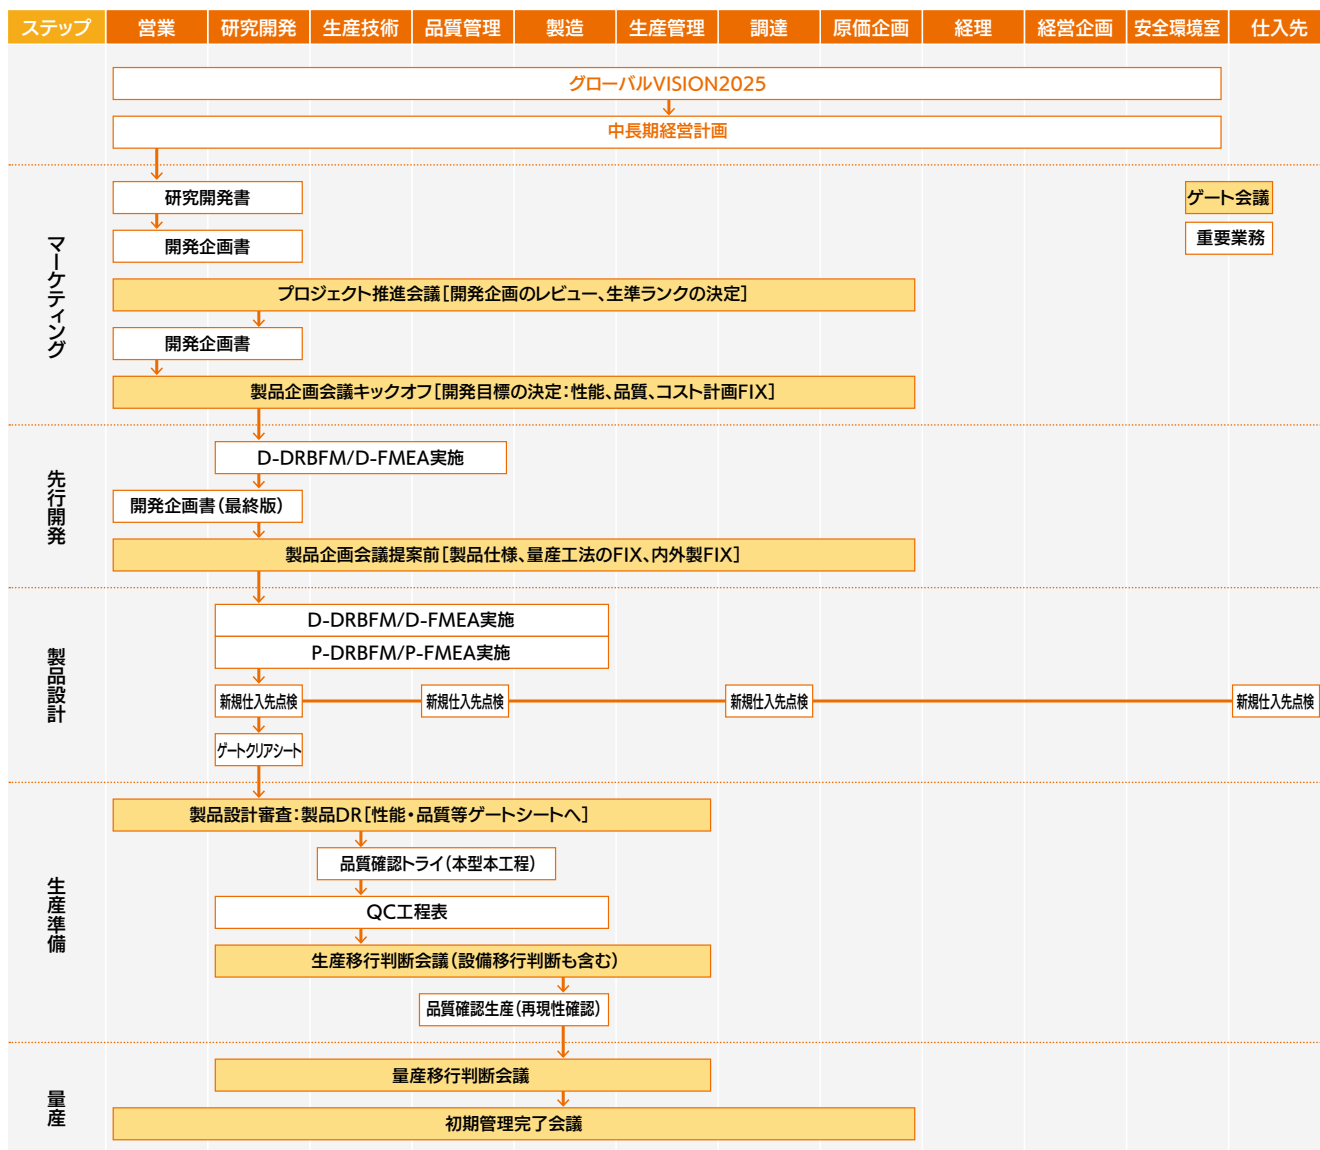 ステップ
営業
研究開発
生産技術
品質管理
製造
生産管理
調達
原価企画
経理
経営企画
安全環境室
仕入先
グローバルVISION2025
中長期経営計画
マーケティング
研究開発書
ゲート会議
開発企画書
重要業務
プロジェクト推進会議[開発企画のレビュー、生準ランクの決定]
開発企画書
製品企画会議キックオフ[開発目標の決定：性能、品質、コスト計画FIX]
先行開発
D-DRBFM/D-FMEA実施
開発企画書（最終版）
製品企画会議提案前[製品仕様、量産工法のFIX、内外製FIX]
製品設計
D-DRBFM/D-FMEA実施
P-DRBFM/P-FMEA実施
新規仕入先点検
新規仕入先点検
新規仕入先点検
新規仕入先点検
ゲートクリアシート
生産準備
製品設計審査：製品DR[性能・品質等ゲートシートへ]
品質確認トライ（本型本工程）
QC工程表
生産移行判断会議（設備移行判断も含む）
品質確認生産（再現性確認）
量産
量産移行判断会議
初期管理完了会議